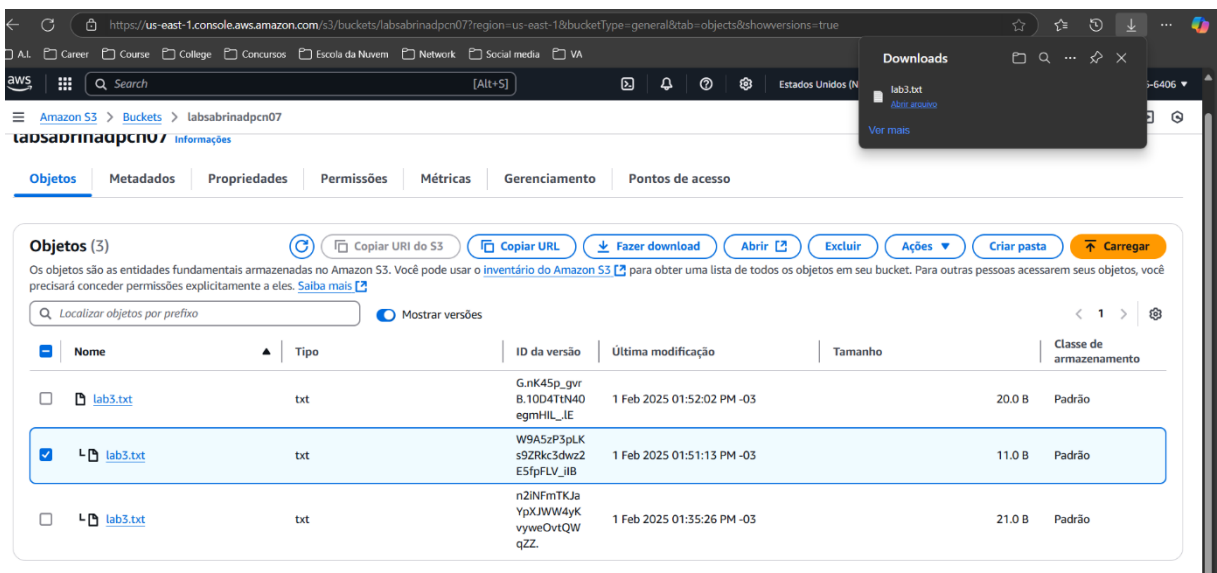 https://us-east-1.console.aws.amazon.com/s3/buckets/labsabrinadpcn07?region=us-east-1&bucketType=general&tab=objects&showversions=true
A.I. Career Course College Concursos Escola da Nuvem Network Social media VA
Downloads
lab3.txt
Abrir arquivo
Ver mais
aws Search [Alt+S] Estados Unidos (N -6406
Amazon S3 > Buckets > labsabrinadpcn07
labsabrinadpcn07 Informações
Objetos Metadados Propriedades Permissões Métricas Gerenciamento Pontos de acesso
Objetos (3) Copiar URI do S3 Copiar URL Fazer download Abrir Excluir Ações Criar pasta Carregar
Os objetos são as entidades fundamentais armazenadas no Amazon S3. Você pode usar o inventário do Amazon S3 para obter uma lista de todos os objetos em seu bucket. Para outras pessoas acessarem seus objetos, você
precisará conceder permissões explicitamente a eles. Saiba mais
Localizar objetos por prefixo Mostrar versões 1
Nome Tipo ID da versão Última modificação Tamanho Classe de
armazenamento
lab3.txt txt G.nK45p_gvr
B.10D4TtN40
egmHIL_.lE 1 Feb 2025 01:52:02 PM -03 20.0 B Padrão
lab3.txt txt W9A5zP3pLK
s9ZRkc3dwz2
E5fpFLV_iIB 1 Feb 2025 01:51:13 PM -03 11.0 B Padrão
lab3.txt txt n2iNFmTKJa
YpXJWW4yK
vyweOvtQW
qZZ. 1 Feb 2025 01:35:26 PM -03 21.0 B Padrão